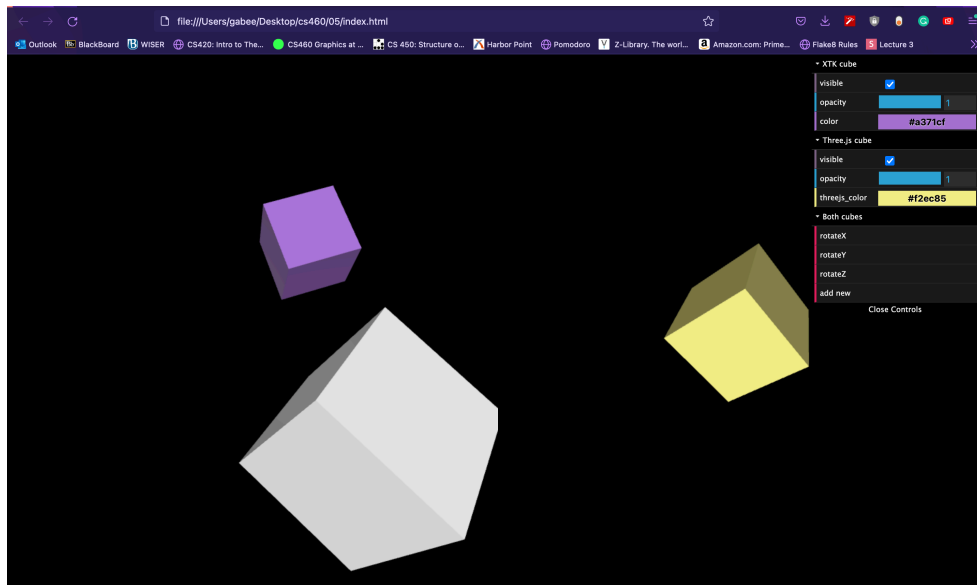 file:///Users/gabee/Desktop/cs460/05/index.html
Outlook BlackBoard WISER CS420: Intro to The... CS460 Graphics at ... CS 450: Structure o... Harbor Point Pomodoro Z-Library. The worl... Amazon.com: Prime... Flake8 Rules Lecture 3
XTK cube
visible
opacity 1
color #a371cf
Three.js cube
visible
opacity 1
threejs_color #f2ec85
Both cubes
rotateX
rotateY
rotateZ
add new
Close Controls